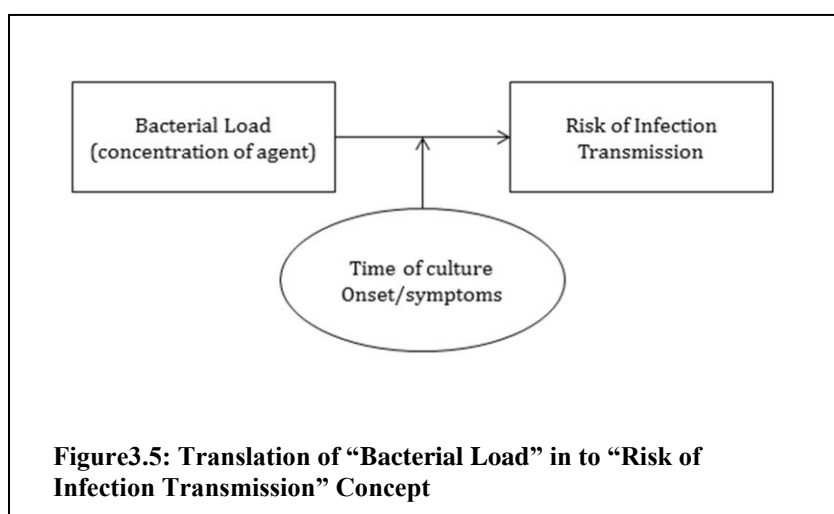 Bacterial Load
(concentration of agent)
Risk of Infection
Transmission
Time of culture
Onset/symptoms
Figure3.5: Translation of “Bacterial Load” in to “Risk of
Infection Transmission” Concept